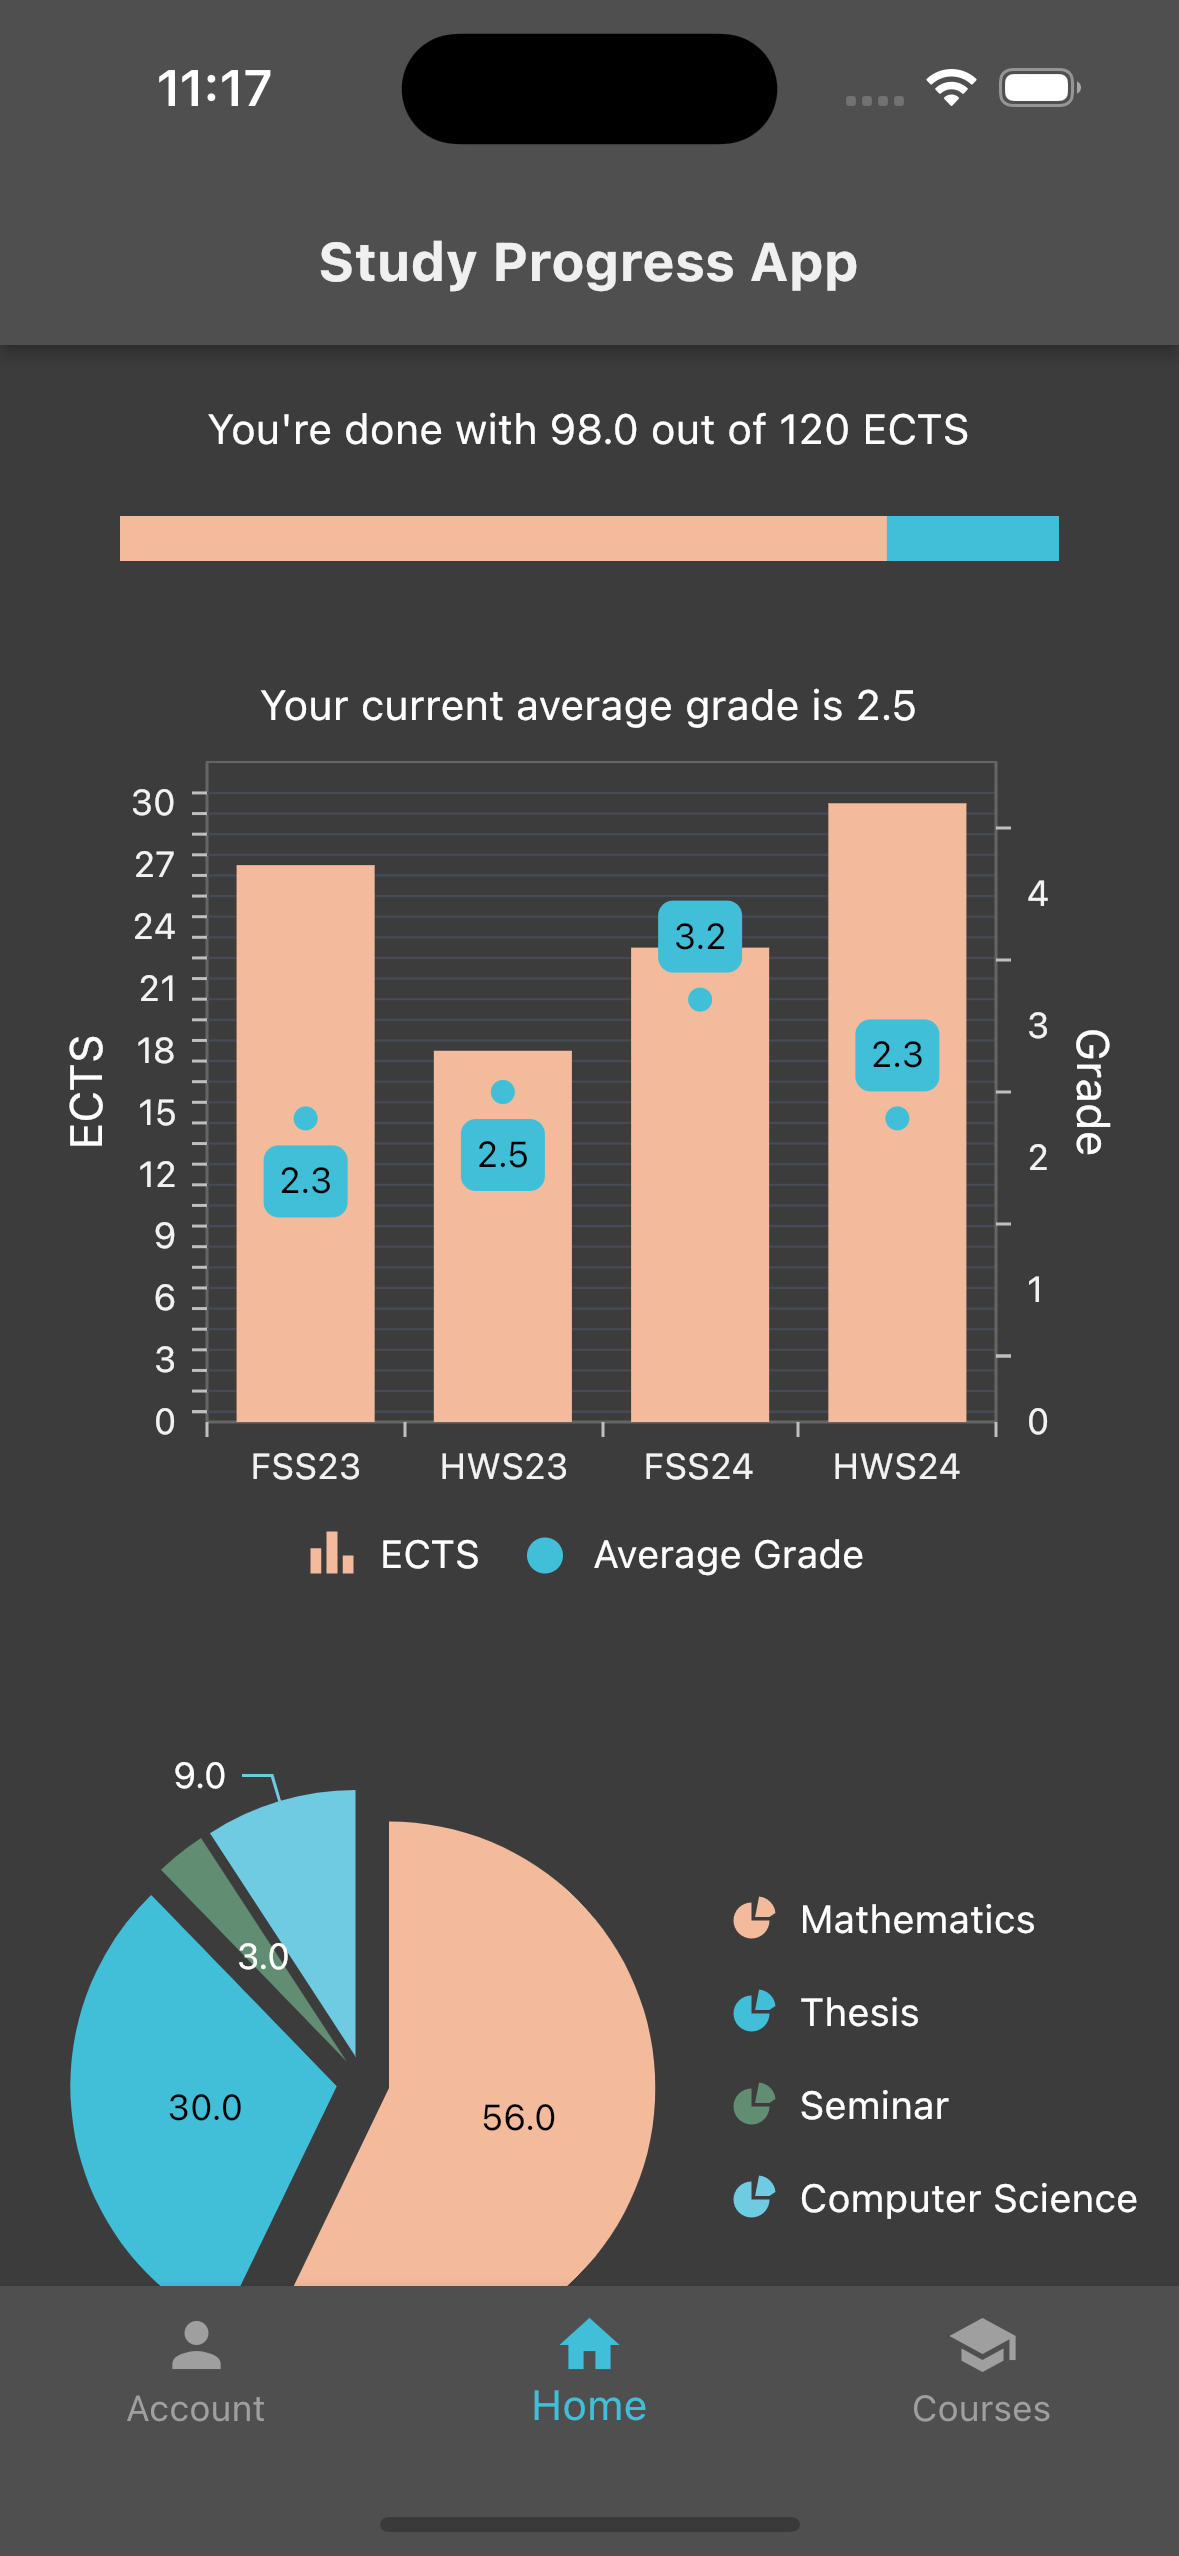 11:17
Study Progress App
You're done with 98.0 out of 120 ECTS
Your current average grade is 2.5
30
27
24
21
18
15
12
9
6
3
0
ECTS
2.3
2.5
3.2
2.3
4
3
2
1
0
Grade
FSS23 HWS23 FSS24 HWS24
ECTS Average Grade
9.0
3.0
30.0
56.0
Mathematics
Thesis
Seminar
Computer Science
Account Home Courses